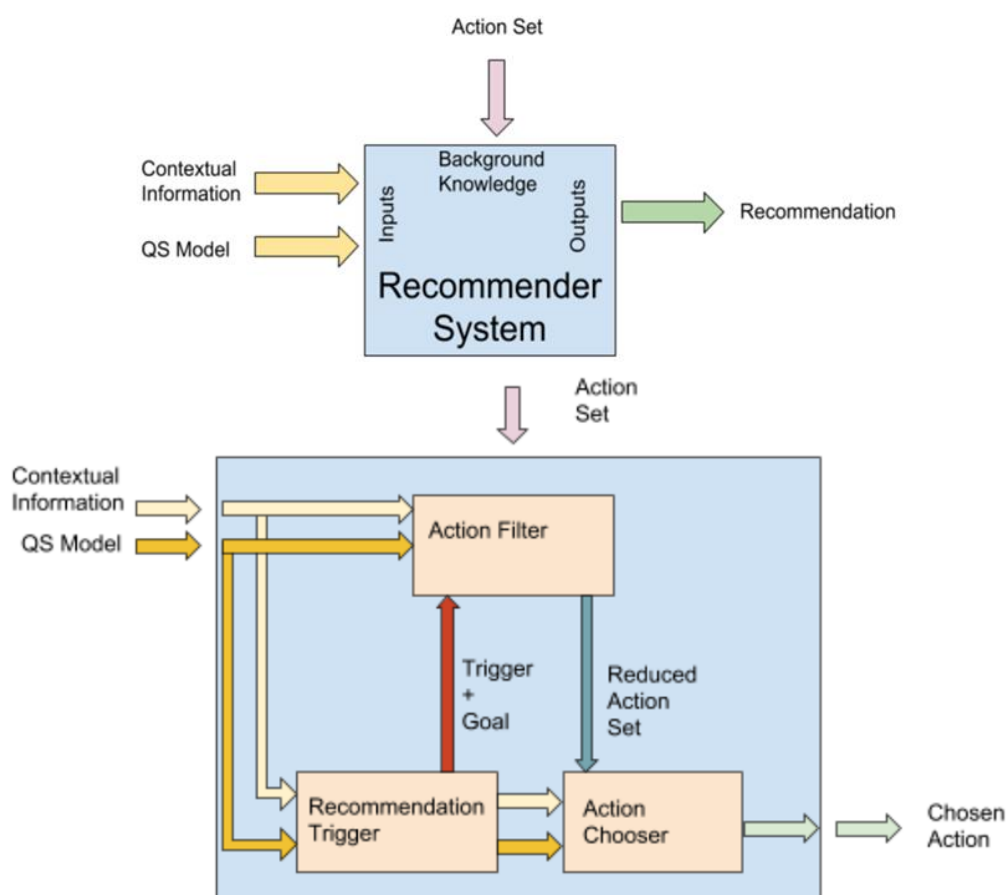 Action Set
Contextual
Information
QS Model
Inputs
Background
Knowledge
Outputs
Recommender
System
Recommendation
Action
Set
Contextual
Information
QS Model
Action Filter
Trigger
+
Goal
Reduced
Action
Set
Recommendation
Trigger
Action
Chooser
Chosen
Action